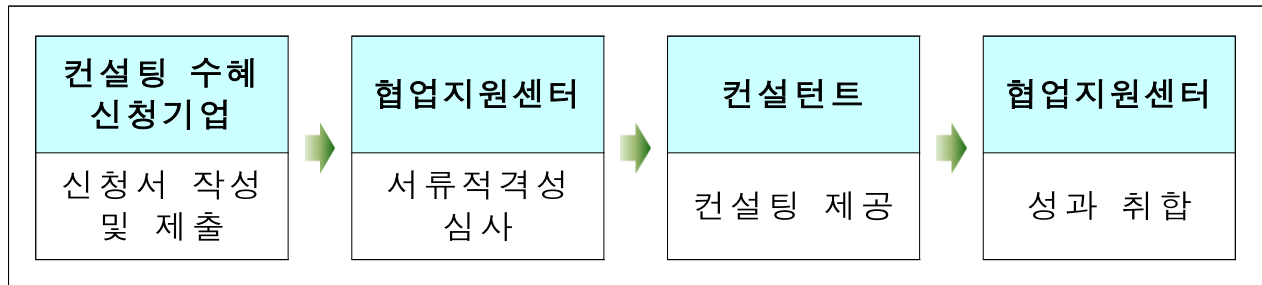 컨설팅 수혜
신청기업
신청서 작성
및 제출
협업지원센터
서류적격성
심사
컨설턴트
컨설팅 제공
협업지원센터
성과 취합